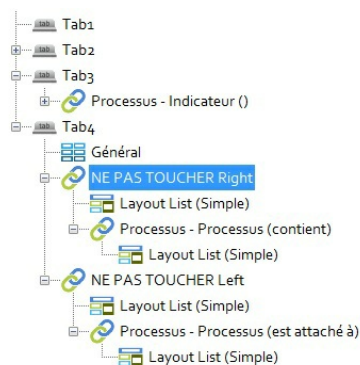 Tab1
Tab2
Tab3
Processus - Indicateur ()
Tab4
Général
NE PAS TOUCHER Right
Layout List (Simple)
Processus - Processus (contient)
Layout List (Simple)
NE PAS TOUCHER Left
Layout List (Simple)
Processus - Processus (est attaché à)
Layout List (Simple)